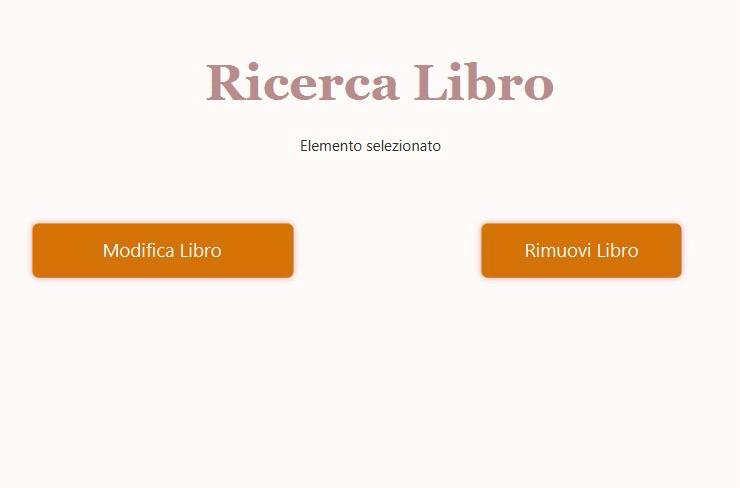 Ricerca Libro
Elemento selezionato
Modifica Libro
Rimuovi Libro